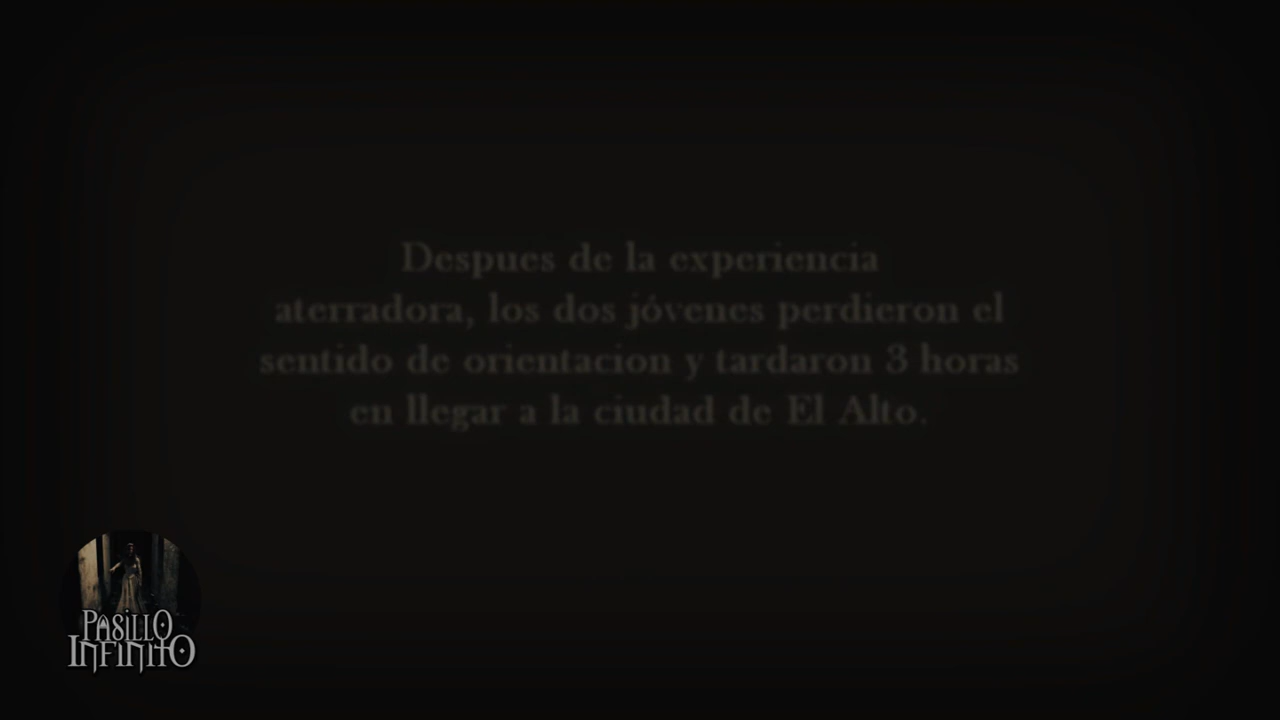 Despues de la experiencia
aterradora, los dos jóvenes perdieron el
sentido de orientacion y tardaron 3 horas
en llegar a la ciudad de El Alto.
PASILLO
INFINITO